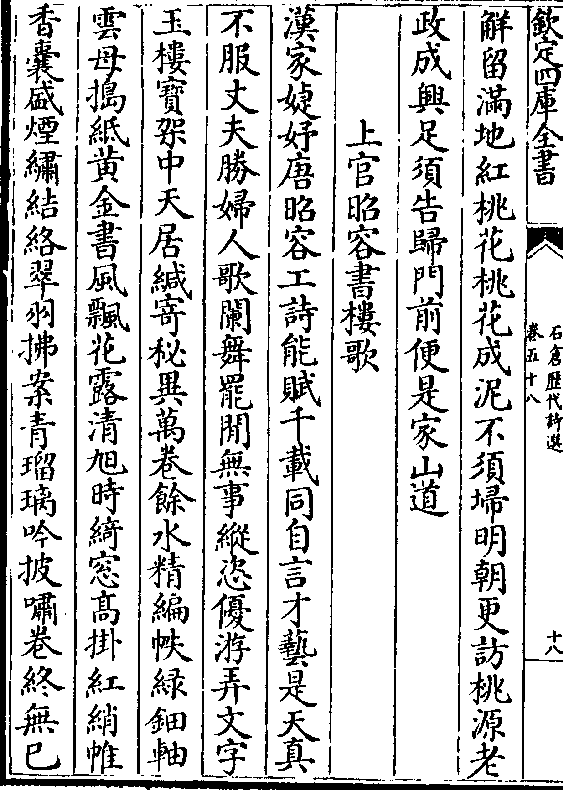 欽定四庫全書
石倉歷代詩選
卷五十八
十八
解留滿地紅桃花桃花成泥不須埽明朝更訪桃源老
政成興足須告歸門前便是家山道
上官昭容書樓歌
漢家婕妤唐昭容工詩能賦千載同自言才藝是天真
不服丈夫勝婦人歌闌舞罷閒無事縱恣優游弄文字
玉樓寶架中天居緘竒秘異萬卷餘水精編帙緑鈿軸
雲母搗紙黄金書風飄花露清旭時綺窓髙掛紅綃帷
香囊盛煙繡結絡翠羽拂案青瑠璃吟披嘯卷終無已